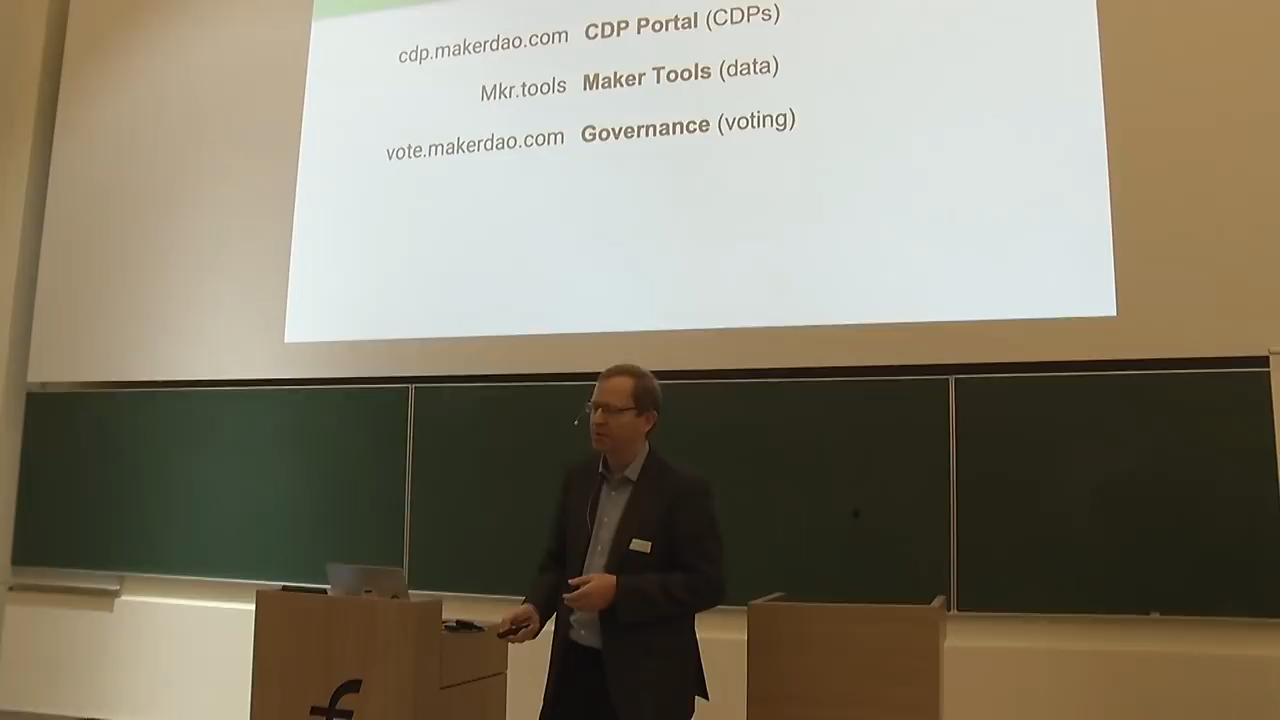 cdp.makerdao.com CDP Portal (CDPs)
Mkr.tools Maker Tools (data)
vote.makerdao.com Governance (voting)
f